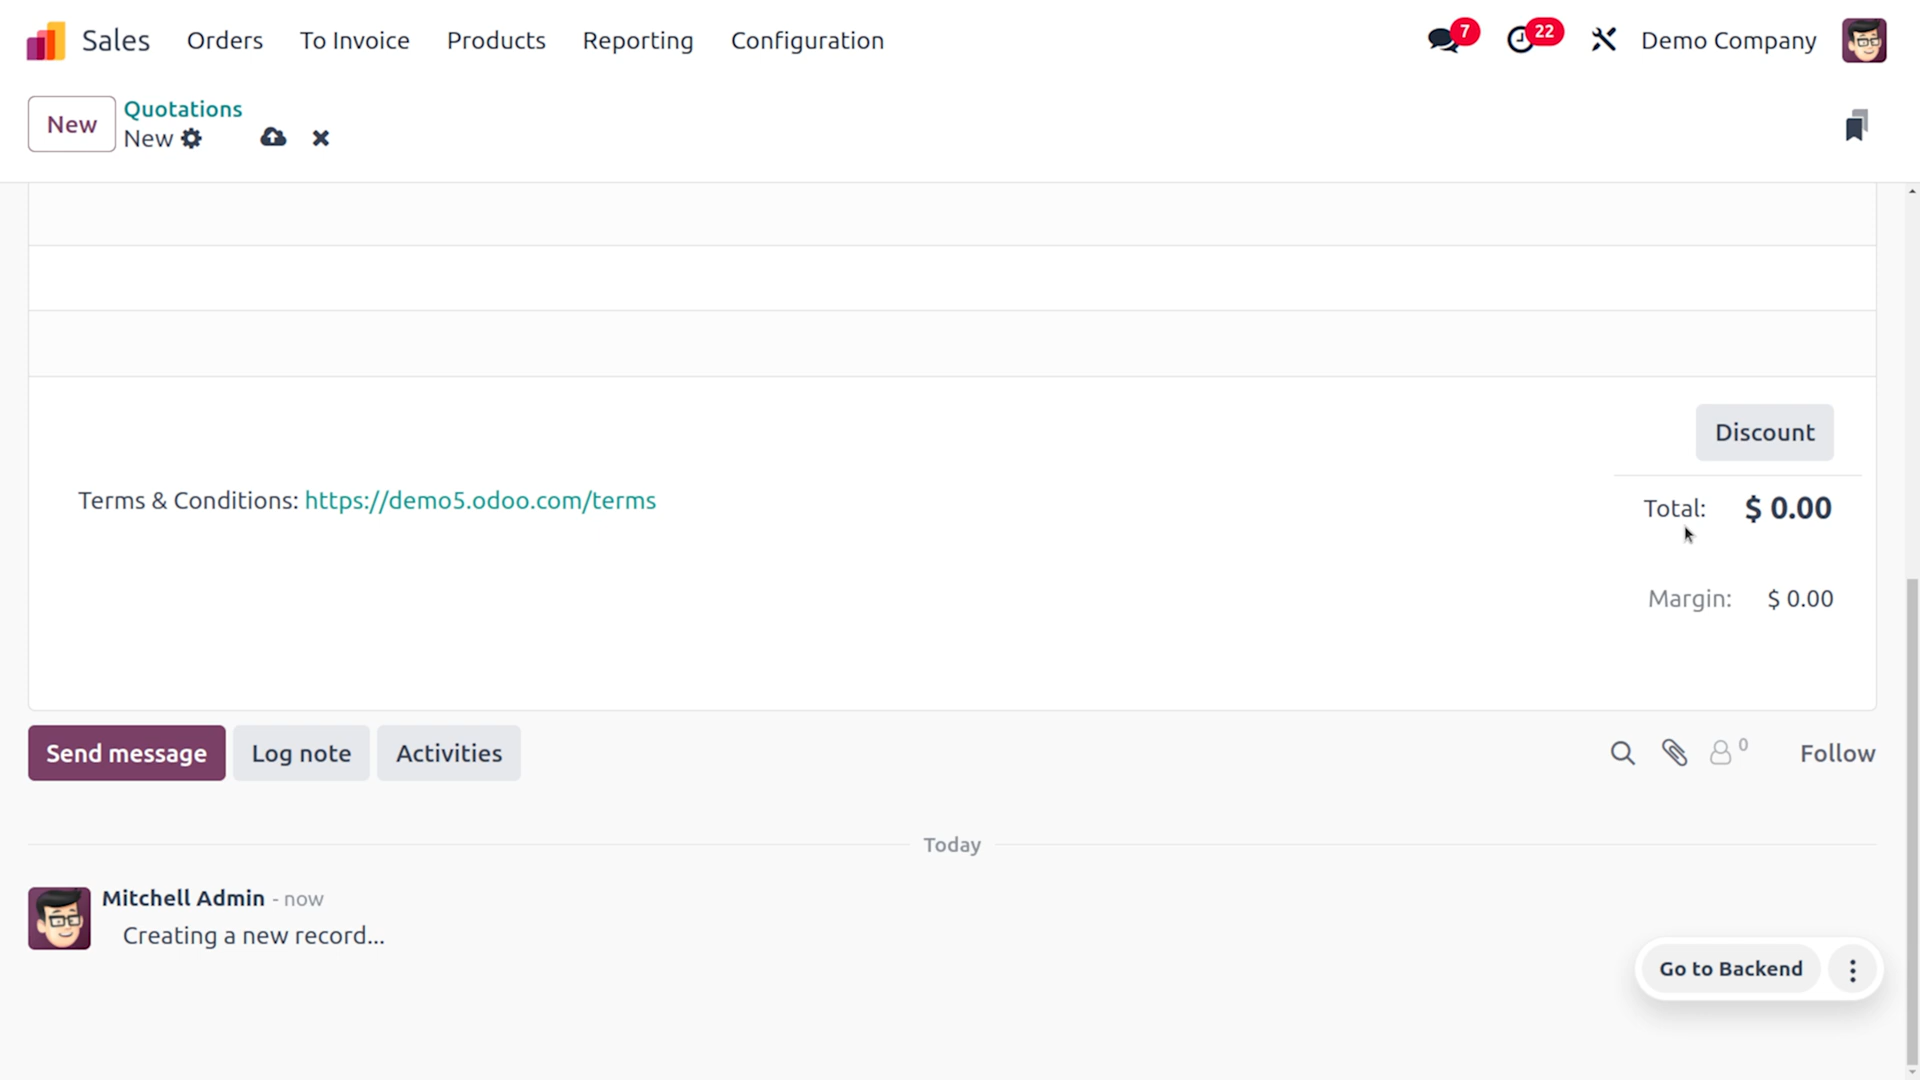 Sales Orders To Invoice Products Reporting Configuration 7 22 Demo Company
New Quotations
New
Discount
Terms & Conditions: https://demo5.odoo.com/terms
Total: $ 0.00
Margin: $ 0.00
Send message Log note Activities 0 Follow
Today
Mitchell Admin - now
Creating a new record...
Go to Backend